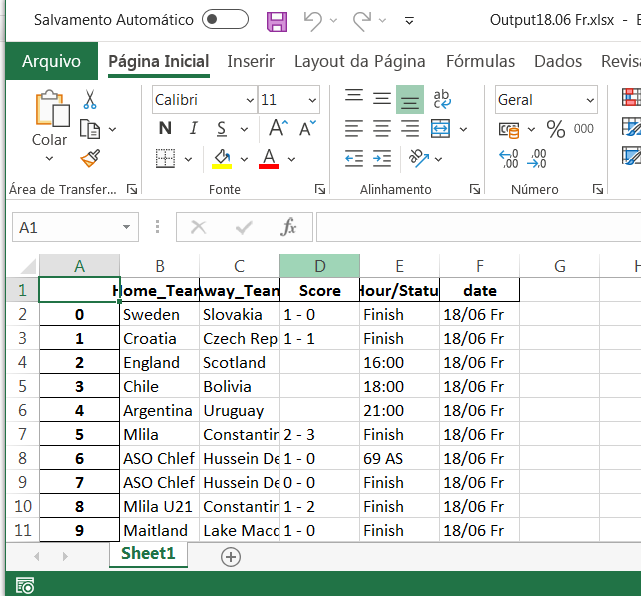 Salvamento Automático Output18.06 Fr.xlsx -
Arquivo Página Inicial Inserir Layout da Página Fórmulas Dados Revis
Calibri 11 Geral
Colar N I S A A ab 000
Área de Transfer... Fonte Alinhamento Número
A1 fx
A B C D E F G H
1 Home_Team Away_Team Score Hour/Statu date
2 0 Sweden Slovakia 1 - 0 Finish 18/06 Fr
3 1 Croatia Czech Rep 1 - 1 Finish 18/06 Fr
4 2 England Scotland 16:00 18/06 Fr
5 3 Chile Bolivia 18:00 18/06 Fr
6 4 Argentina Uruguay 21:00 18/06 Fr
7 5 Mlila Constantin 2 - 3 Finish 18/06 Fr
8 6 ASO Chlef Hussein De 1 - 0 69 AS 18/06 Fr
9 7 ASO Chlef Hussein De 0 - 0 Finish 18/06 Fr
10 8 Mlila U21 Constantin 1 - 2 Finish 18/06 Fr
11 9 Maitland Lake Macq 1 - 0 Finish 18/06 Fr
Sheet1